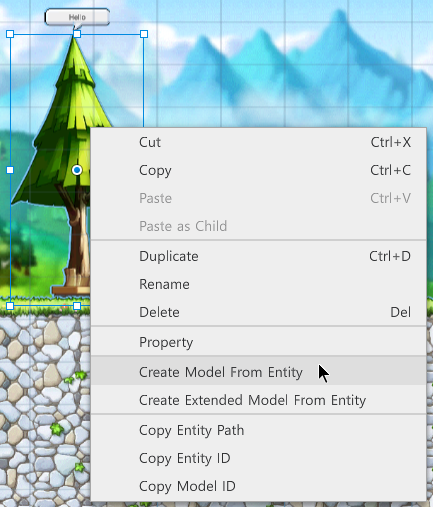 Hello
Cut Ctrl+X
Copy Ctrl+C
Paste Ctrl+V
Paste as Child
Duplicate Ctrl+D
Rename
Delete Del
Property
Create Model From Entity
Create Extended Model From Entity
Copy Entity Path
Copy Entity ID
Copy Model ID